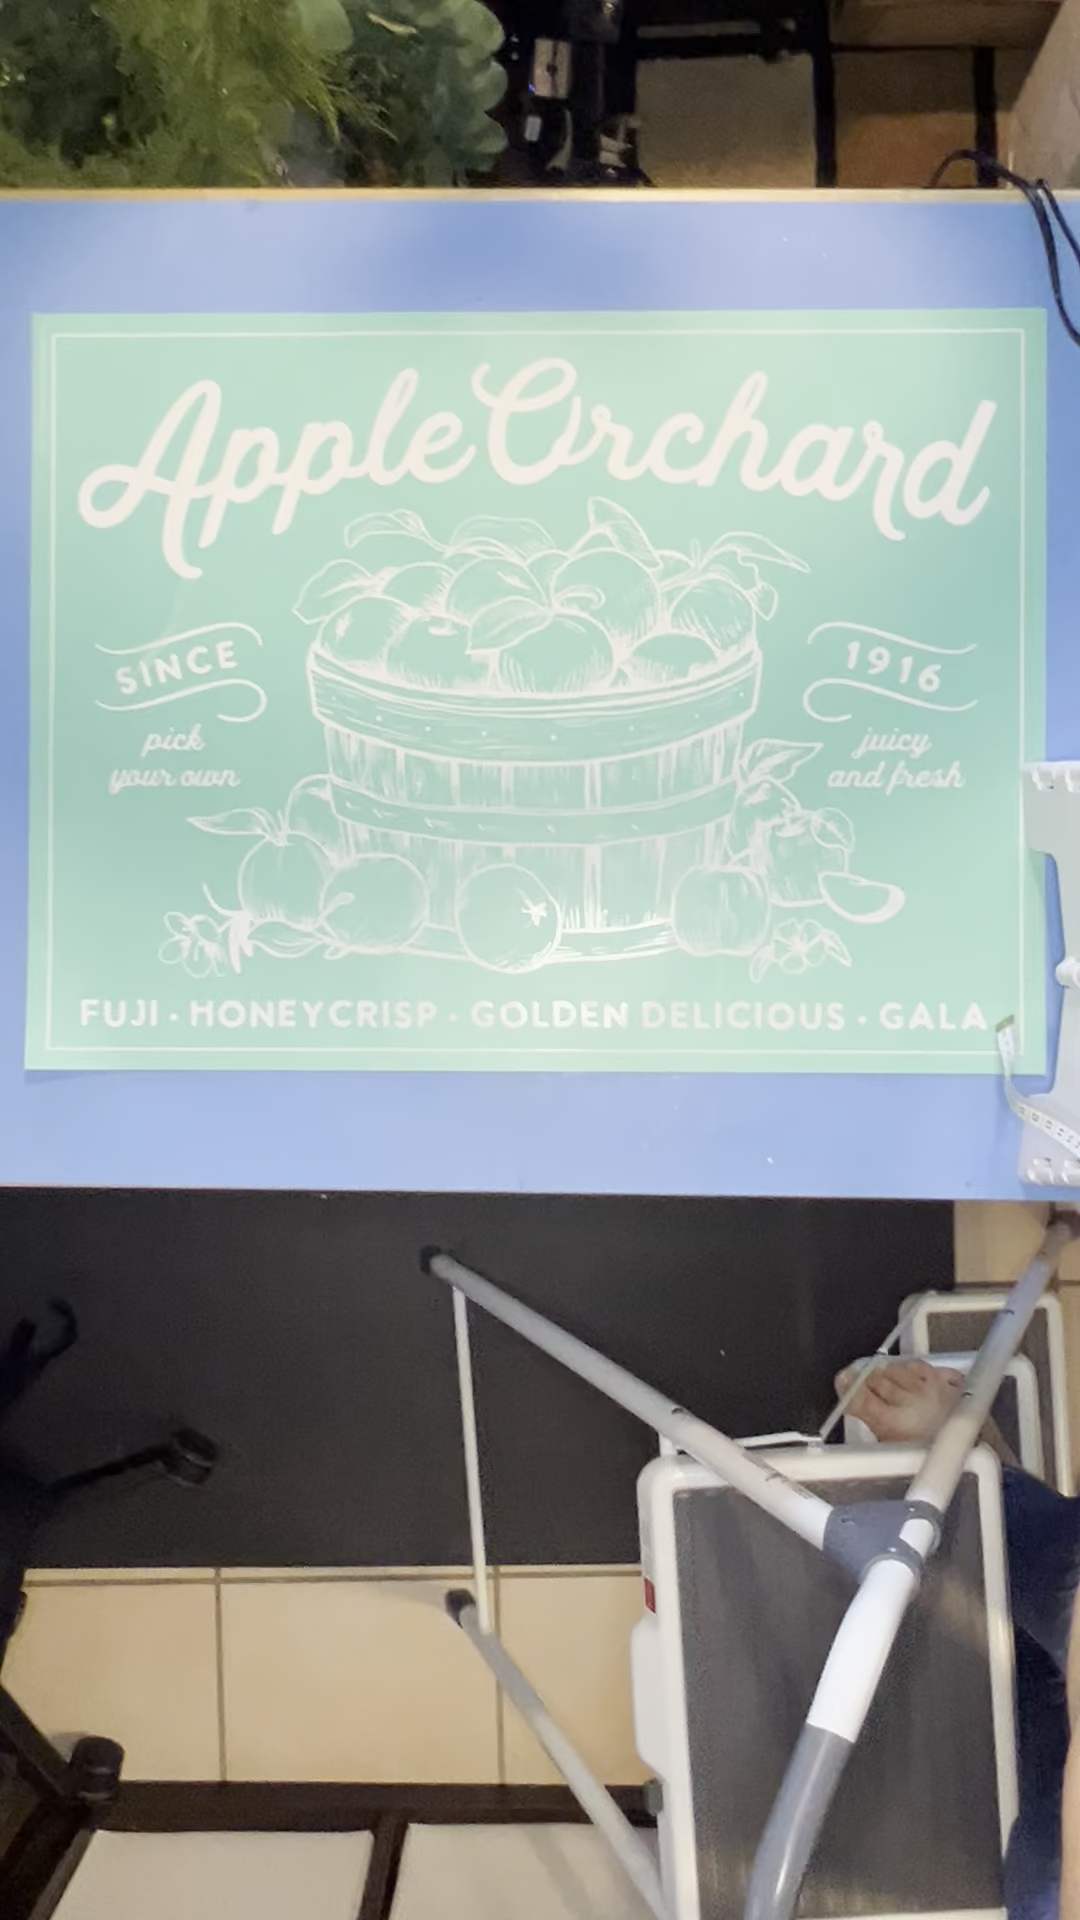 Apple Orchard
SINCE
1916
pick
your own
juicy
and fresh
FUJI · HONEYCRISP · GOLDEN DELICIOUS · GALA